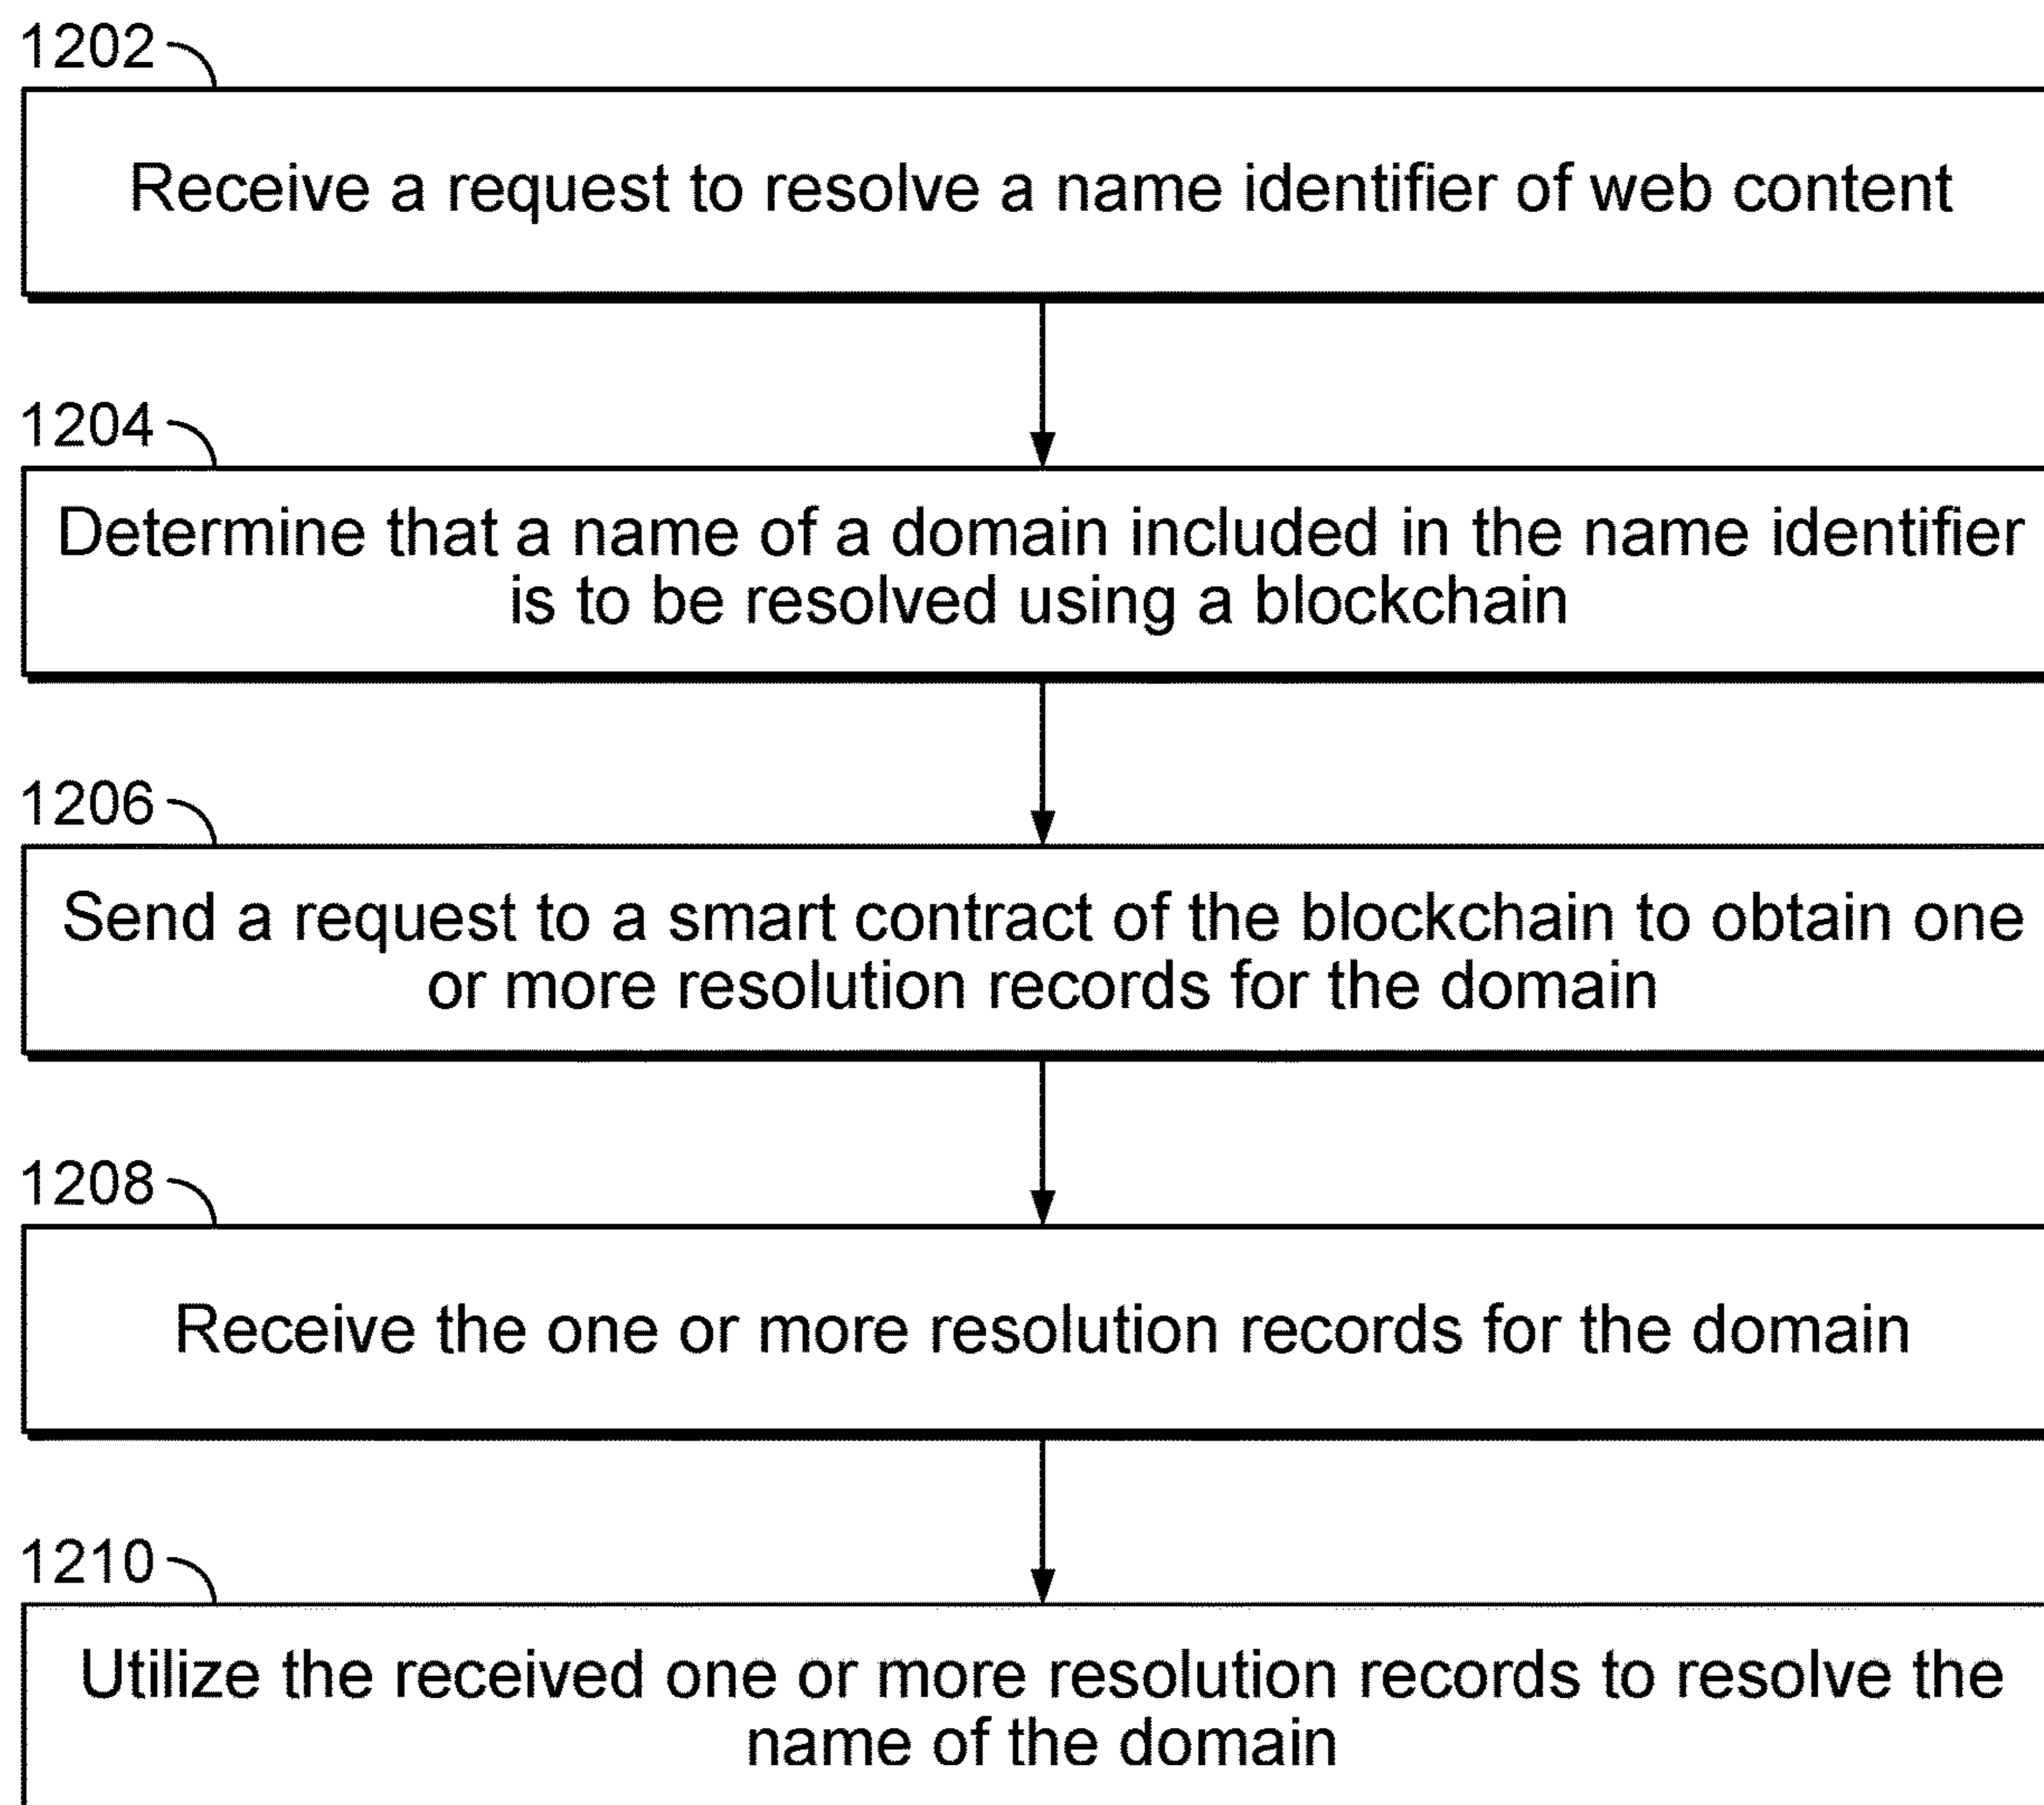 1202
Receive a request to resolve a name identifier of web content
1204
Determine that a name of a domain included in the name identifier
is to be resolved using a blockchain
1206
Send a request to a smart contract of the blockchain to obtain one
or more resolution records for the domain
1208
Receive the one or more resolution records for the domain
1210
Utilize the received one or more resolution records to resolve the
name of the domain